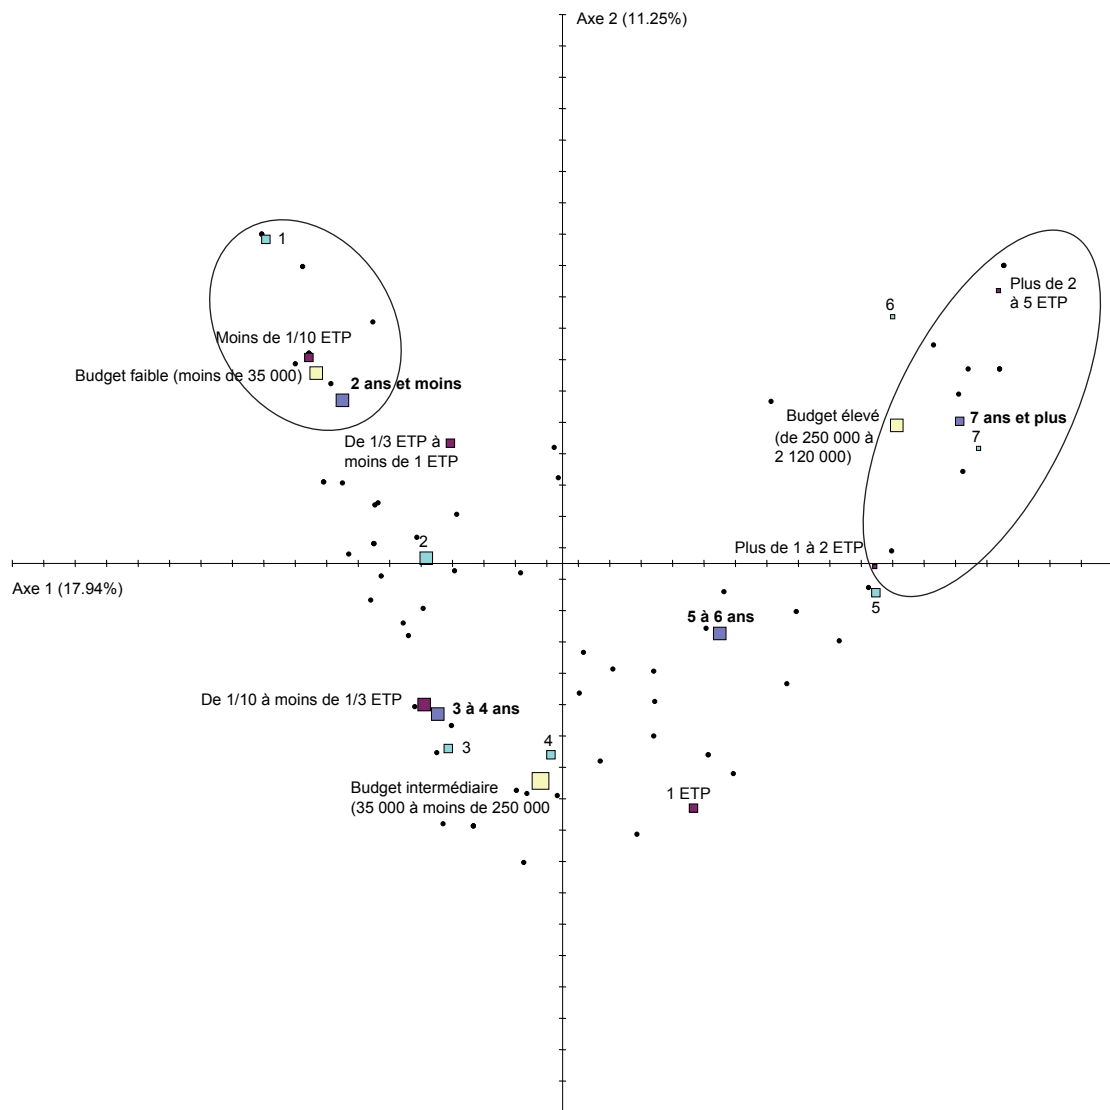 Axe 2 (11.25%)
1
Plus de 2
à 5 ETP
6
Moins de 1/10 ETP
Budget faible (moins de 35 000)
2 ans et moins
Budget élevé
(de 250 000 à
2 120 000)
7 ans et plus
7
De 1/3 ETP à
moins de 1 ETP
2
Plus de 1 à 2 ETP
Axe 1 (17.94%)
5
5 à 6 ans
De 1/10 à moins de 1/3 ETP
3 à 4 ans
3
4
Budget intermédiaire
(35 000 à moins de 250 000
1 ETP